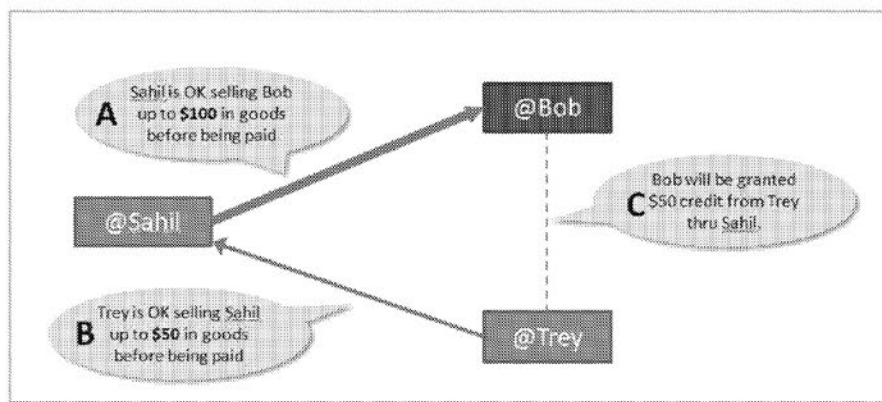 A
Sahil is OK selling Bob
up to $100 in goods
before being paid
@Bob
@Sahil
C
Bob will be granted
$50 credit from Trey
thru Sahil.
B
Trey is OK selling Sahil
up to $50 in goods
before being paid
@Trey